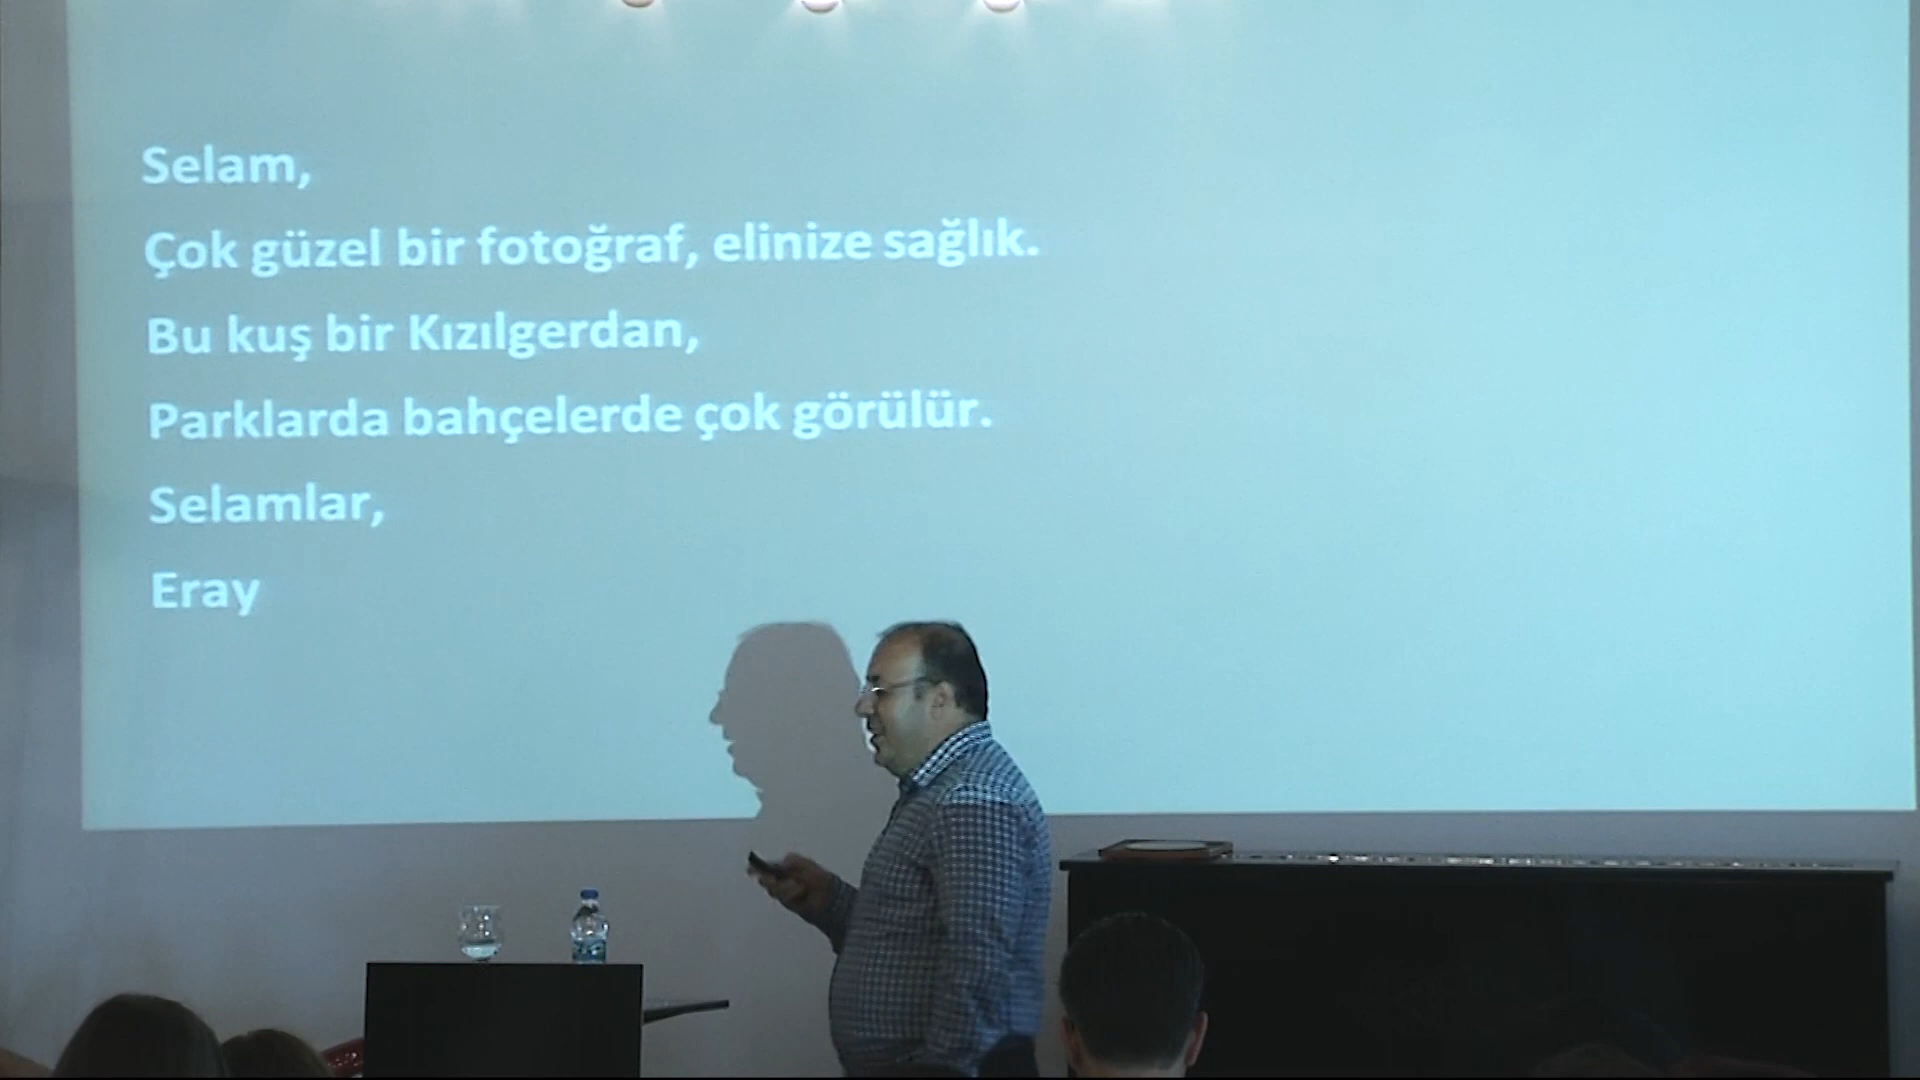 Selam,
Çok güzel bir fotoğraf, elinize sağlık.
Bu kuş bir Kızılgerdan,
Parklarda bahçelerde çok görülür.
Selamlar,
Eray